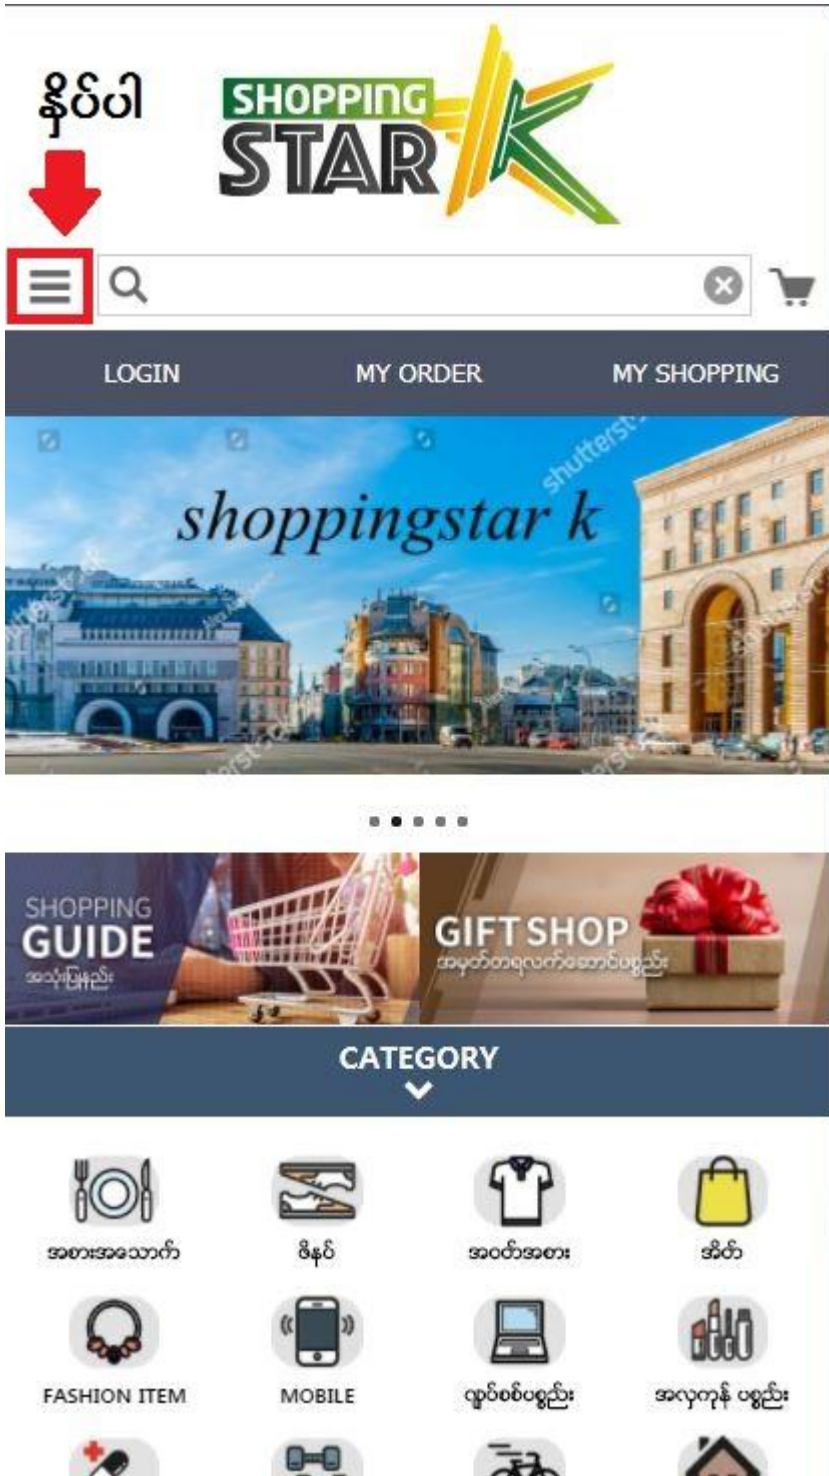 နှိပ်ပါ
SHOPPING
STAR K
LOGIN MY ORDER MY SHOPPING
shutterst
shoppingstar k
SHOPPING
GUIDE
အသုံးပြုနည်း
GIFT SHOP
အမှတ်တရလက်ဆောင်ပစ္စည်း
CATEGORY
အစားအသောက် ဖိနပ် အဝတ်အစား အိတ်
FASHION ITEM MOBILE လျှပ်စစ်ပစ္စည်း အလှကုန် ပစ္စည်း